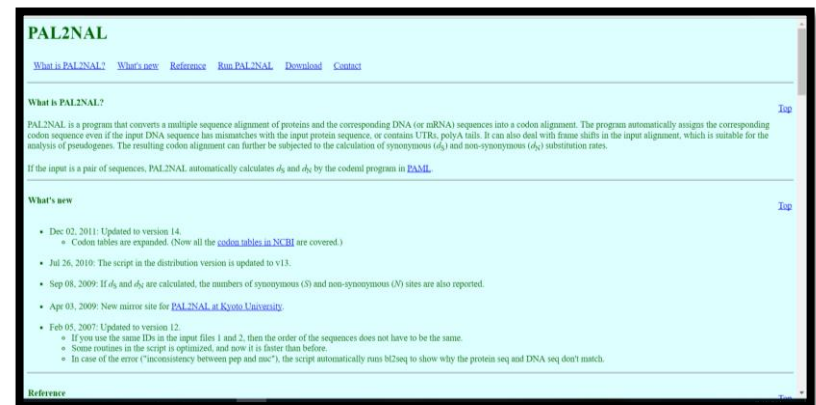 PAL2NAL
What is PAL2NAL? What's new Reference Run PAL2NAL Download Contact
What is PAL2NAL?
Top
PAL2NAL is a program that converts a multiple sequence alignment of proteins and the corresponding DNA (or mRNA) sequences into a codon alignment. The program automatically assigns the corresponding
codon sequence even if the input DNA sequence has mismatches with the input protein sequence, or contains UTRs, polyA tails. It can also deal with frame shifts in the input alignment, which is suitable for the
analysis of pseudogenes. The resulting codon alignment can further be subjected to the calculation of synonymous (dS) and non-synonymous (dN) substitution rates.
If the input is a pair of sequences, PAL2NAL automatically calculates dS and dN by the codeml program in PAML.
What's new
Top
• Dec 02, 2011: Updated to version 14.
Codon tables are expanded. (Now all the codon tables in NCBI are covered.)
• Jul 26, 2010: The script in the distribution version is updated to v13.
• Sep 08, 2009: If dS and dN are calculated, the numbers of synonymous (S) and non-synonymous (N) sites are also reported.
• Apr 03, 2009: New mirror site for PAL2NAL at Kyoto University.
• Feb 05, 2007: Updated to version 12.
If you use the same IDs in the input files 1 and 2, then the order of the sequences does not have to be the same.
Some routines in the script is optimized, and now it is faster than before.
In case of the error ("inconsistency between pep and nuc"), the script automatically runs bl2seq to show why the protein seq and DNA seq don't match.
Reference
Top